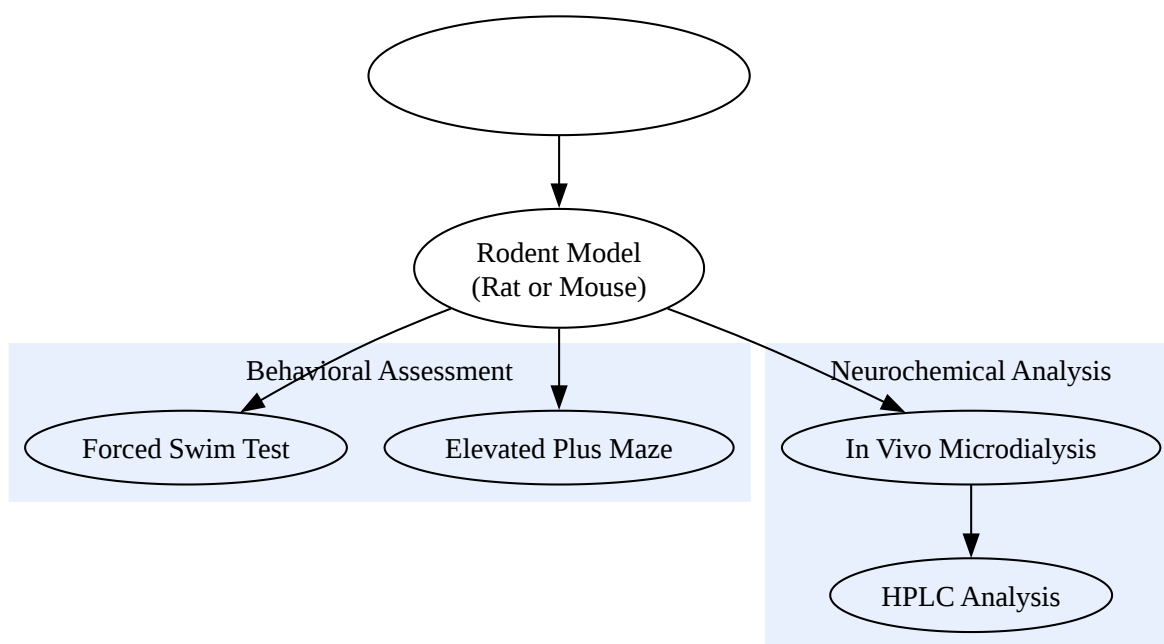 Rodent Model
(Rat or Mouse)
Behavioral Assessment
Neurochemical Analysis
Forced Swim Test
Elevated Plus Maze
In Vivo Microdialysis
HPLC Analysis